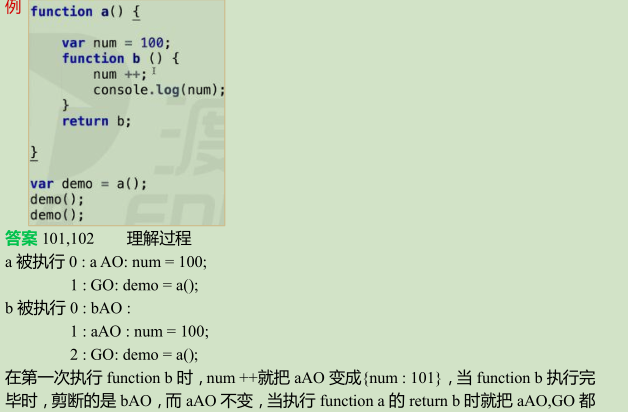 例
function a() {
var num = 100;
function b () {
num ++;
console.log(num);
}
return b;
}
var demo = a();
demo();
demo();
答案 101,102 理解过程
a 被执行 0 : a AO: num = 100;
1 : GO: demo = a();
b 被执行 0 : bAO :
1 : aAO : num = 100;
2 : GO: demo = a();
在第一次执行 function b 时 , num ++就把 aAO 变成{num : 101} , 当 function b 执行完
毕时 , 剪断的是 bAO , 而 aAO 不变 , 当执行 function a 的 return b 时就把 aAO,GO 都